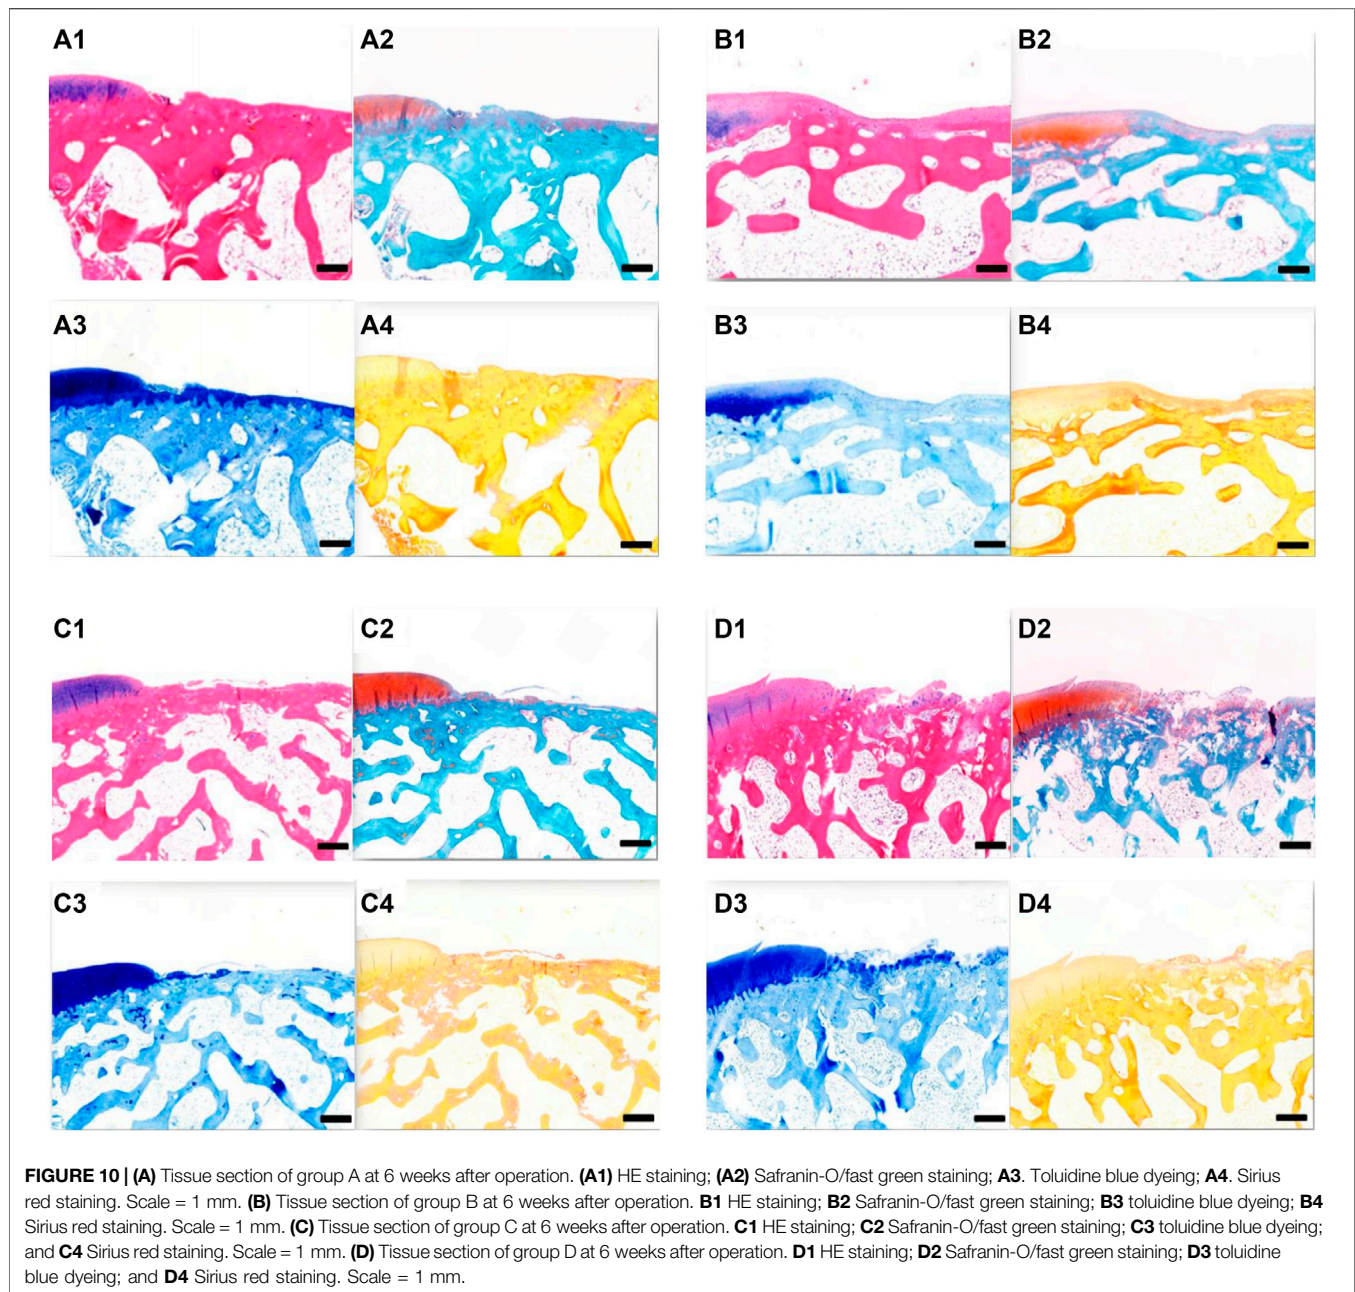 A1
A2
B1
B2
A3
A4
B3
B4
C1
C2
D1
D2
C3
C4
D3
D4
FIGURE 10 | (A) Tissue section of group A at 6 weeks after operation. (A1) HE staining; (A2) Safranin-O/fast green staining; A3. Toluidine blue dyeing; A4. Sirius
red staining. Scale = 1 mm. (B) Tissue section of group B at 6 weeks after operation. B1 HE staining; B2 Safranin-O/fast green staining; B3 toluidine blue dyeing; B4
Sirius red staining. Scale = 1 mm. (C) Tissue section of group C at 6 weeks after operation. C1 HE staining; C2 Safranin-O/fast green staining; C3 toluidine blue dyeing;
and C4 Sirius red staining. Scale = 1 mm. (D) Tissue section of group D at 6 weeks after operation. D1 HE staining; D2 Safranin-O/fast green staining; D3 toluidine
blue dyeing; and D4 Sirius red staining. Scale = 1 mm.